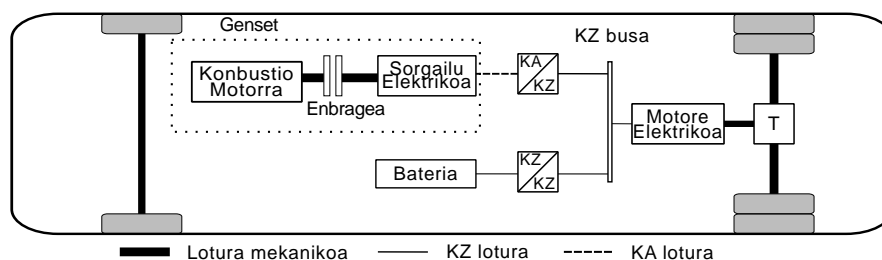 Genset
Konbustio
Motorra
Enbragea
Sorgailu
Elektrikoa
KA
KZ
KZ busa
Motore
Elektrikoa
T
Bateria
KZ
KZ
Lotura mekanikoa
KZ lotura
KA lotura